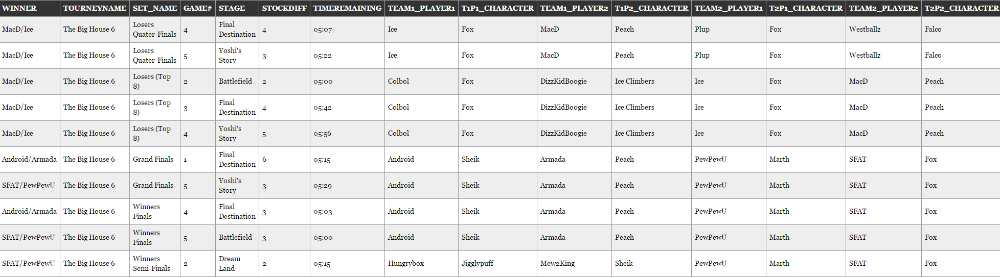 WINNER TOURNEYNAME SET_NAME GAME# STAGE STOCKDIFF TIMEREMAINING TEAM1_PLAYER1 T1P1_CHARACTER TEAM1_PLAYER2 T1P2_CHARACTER TEAM2_PLAYER1 T2P1_CHARACTER TEAM2_PLAYER2 T2P2_CHARACTER
MacD/Ice The Big House 6 Losers Quater-Finals 4 Final Destination 4 05:07 Ice Fox MacD Peach Plup Fox Westballz Falco
MacD/Ice The Big House 6 Losers Quater-Finals 5 Yoshi's Story 3 05:22 Ice Fox MacD Peach Plup Fox Westballz Falco
MacD/Ice The Big House 6 Losers (Top 8) 2 Battlefield 2 05:00 Colbol Fox DizzKidBoogie Ice Climbers Ice Fox MacD Peach
MacD/Ice The Big House 6 Losers (Top 8) 3 Final Destination 4 05:42 Colbol Fox DizzKidBoogie Ice Climbers Ice Fox MacD Peach
MacD/Ice The Big House 6 Losers (Top 8) 4 Yoshi's Story 5 05:56 Colbol Fox DizzKidBoogie Ice Climbers Ice Fox MacD Peach
Android/Armada The Big House 6 Grand Finals 1 Final Destination 6 05:15 Android Sheik Armada Peach PewPewU Marth SFAT Fox
SFAT/PewPewU The Big House 6 Grand Finals 5 Yoshi's Story 3 05:29 Android Sheik Armada Peach PewPewU Marth SFAT Fox
Android/Armada The Big House 6 Winners Finals 4 Final Destination 3 05:03 Android Sheik Armada Peach PewPewU Marth SFAT Fox
SFAT/PewPewU The Big House 6 Winners Finals 5 Battlefield 3 05:00 Android Sheik Armada Peach PewPewU Marth SFAT Fox
SFAT/PewPewU The Big House 6 Winners Semi-Finals 2 Dream Land 2 05:15 Hungrybox Jigglypuff Mew2King Sheik PewPewU Marth SFAT Fox